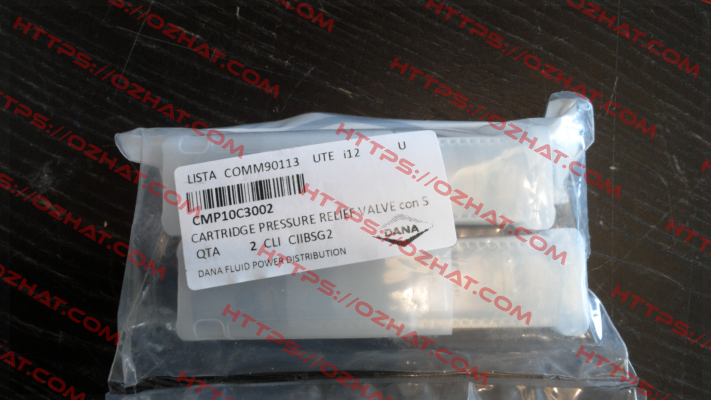 LISTA COMM90113 UTE i12 U
CMP10C3002
CARTRIDGE PRESSURE RELIEF VALVE con S
QTA 2 CLI CIIBSG2
DANA
DANA FLUID POWER DISTRIBUTION
HTTPS://OZHAT.COM